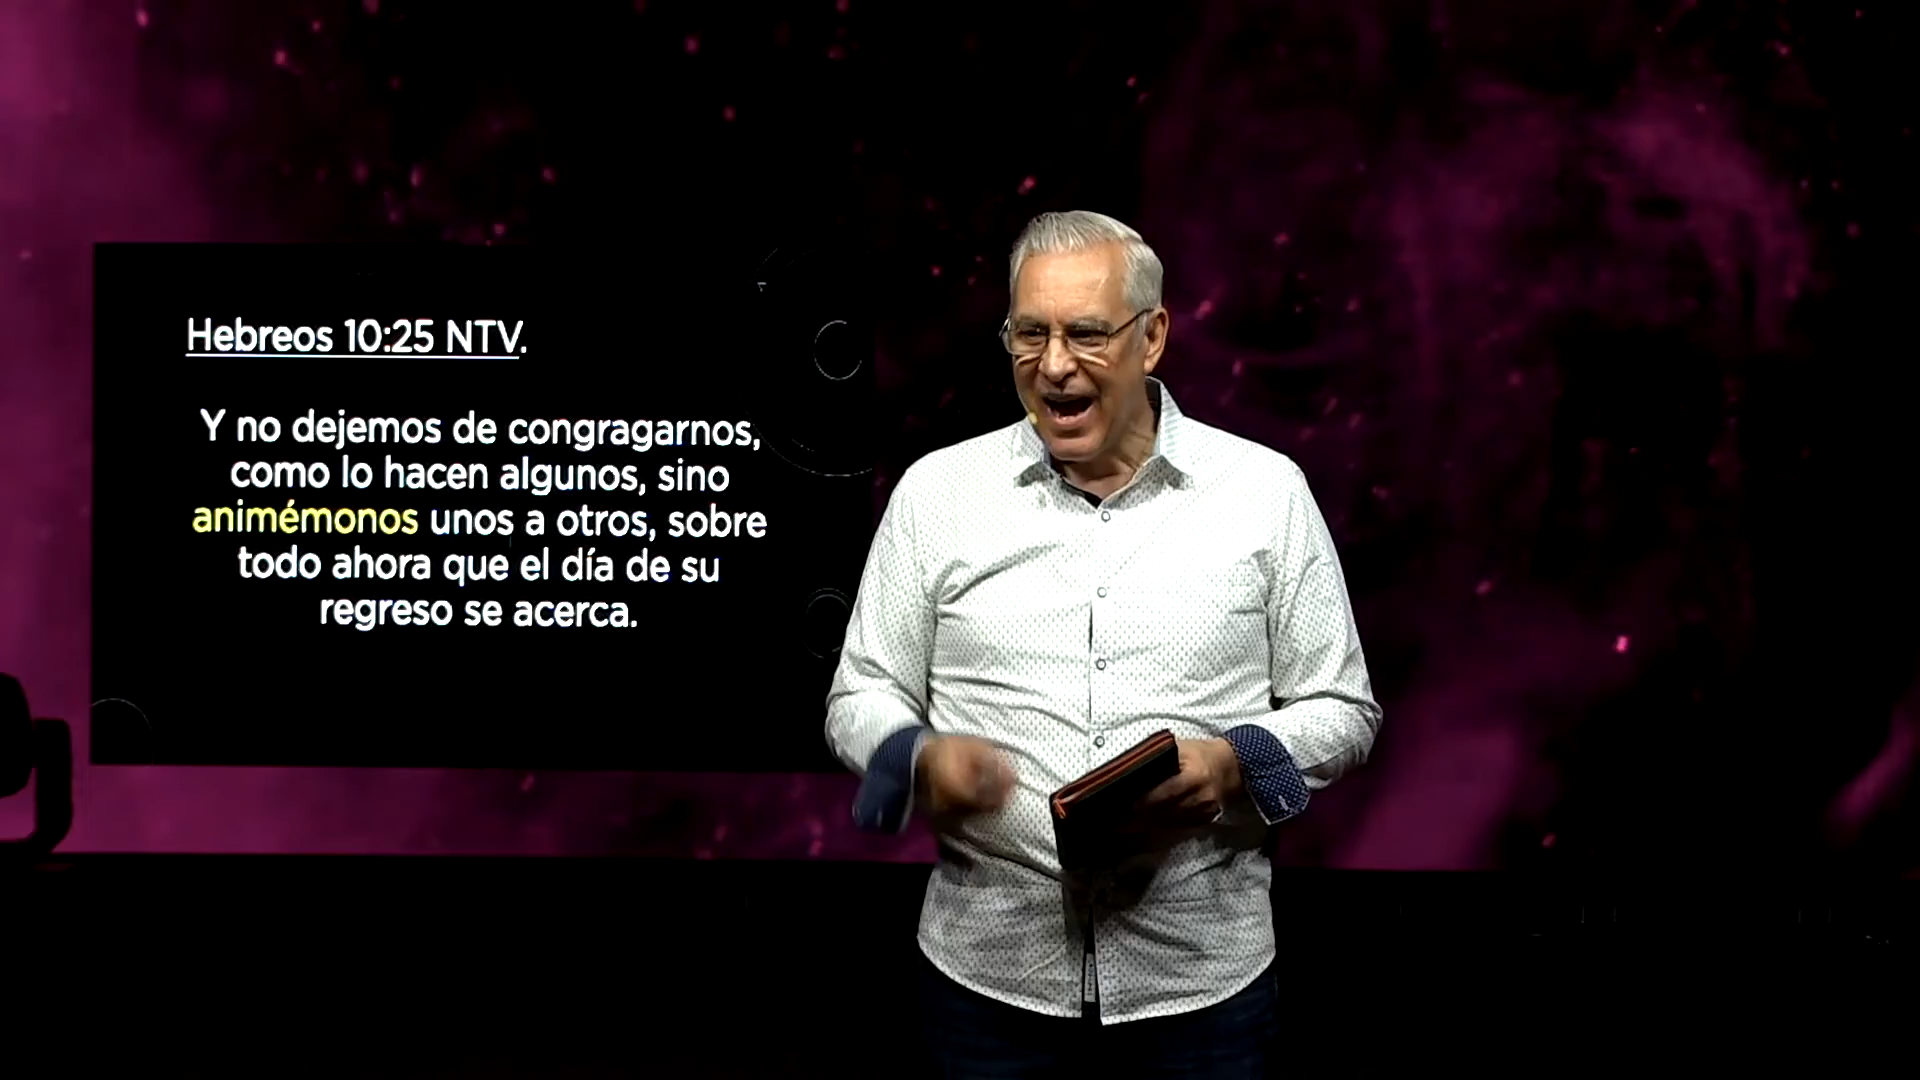 Hebreos 10:25 NTV.
Y no dejemos de congragarnos,
como lo hacen algunos, sino
animémonos unos a otros, sobre
todo ahora que el día de su
regreso se acerca.